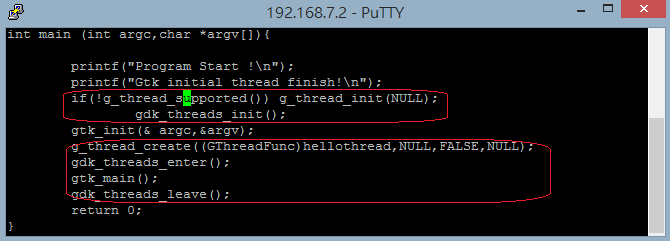 192.168.7.2 - PuTTY
int main (int argc,char *argv[]){
printf("Program Start !\n");
printf("Gtk initial thread finish!\n");
if(!g_thread_supported()) g_thread_init(NULL);
gdk_threads_init();
gtk_init(& argc,&argv);
g_thread_create((GThreadFunc)hellothread,NULL,FALSE,NULL);
gdk_threads_enter();
gtk_main();
gdk_threads_leave();
return 0;
}